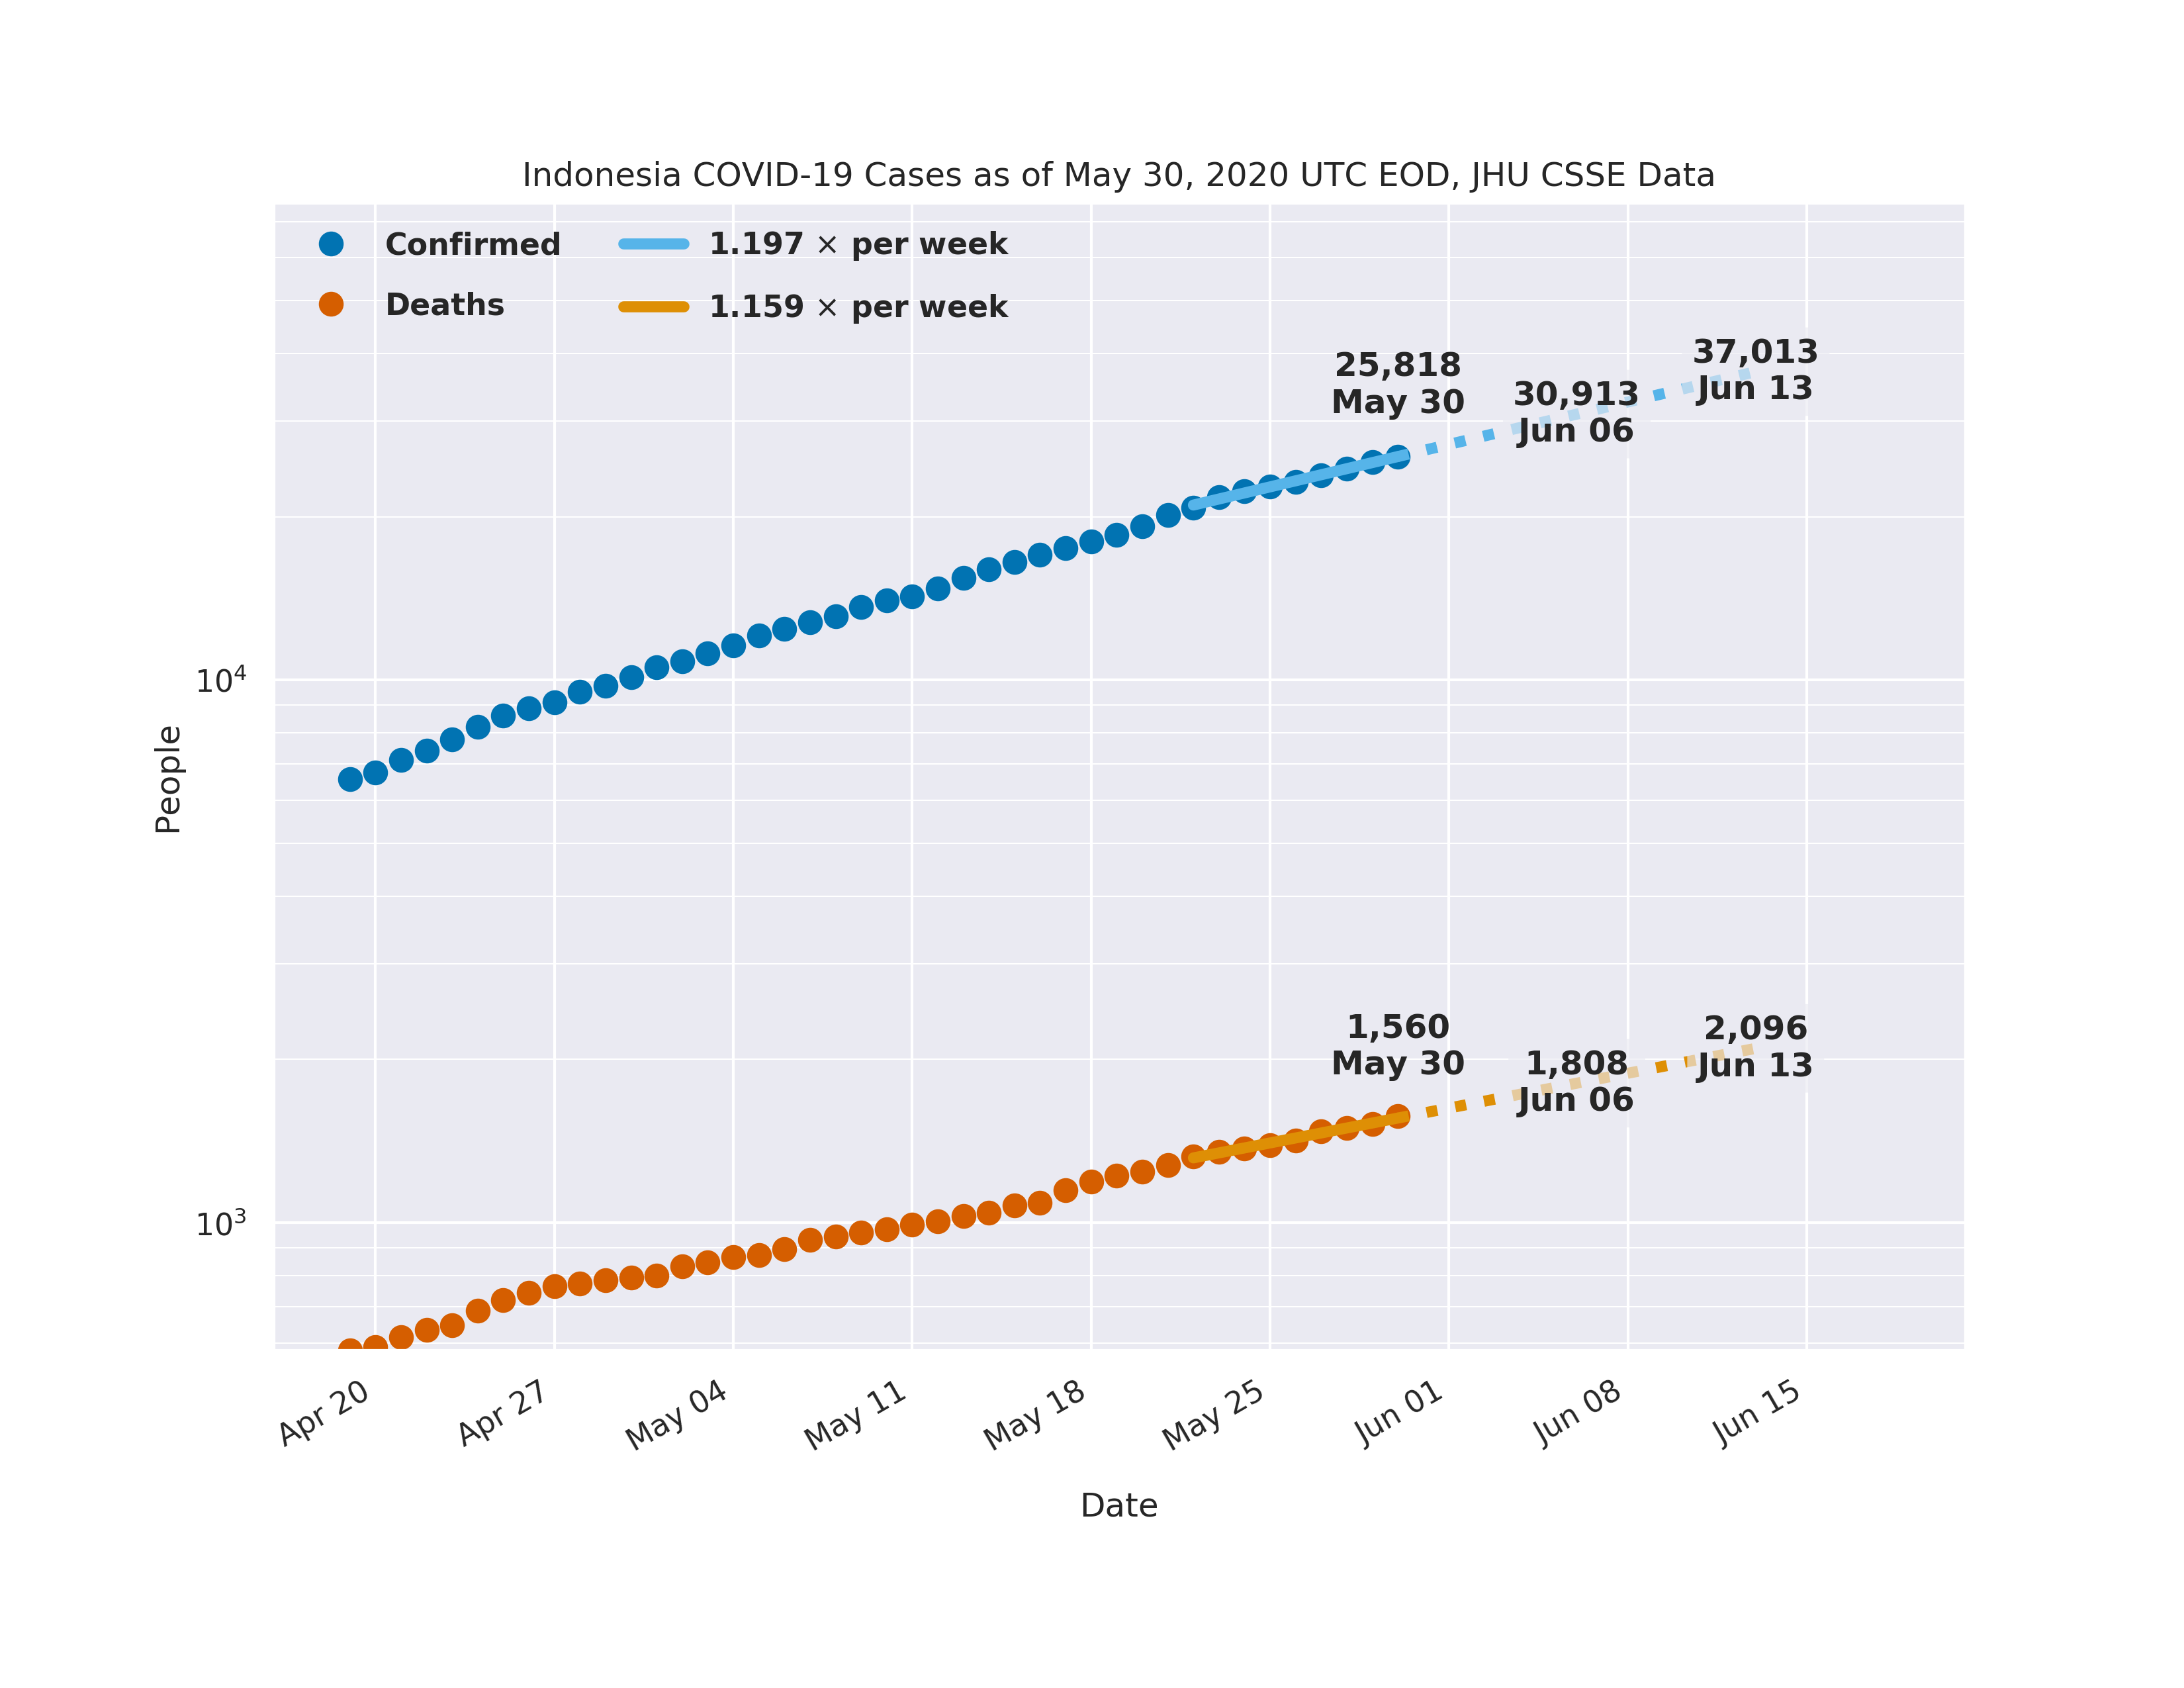 Indonesia COVID-19 Cases as of May 30, 2020 UTC EOD, JHU CSSE Data
Confirmed
Deaths
1.197 × per week
1.159 × per week
25,818
May 30
30,913
Jun 06
37,013
Jun 13
1,560
May 30
1,808
Jun 06
2,096
Jun 13
People
10⁴
10³
Apr 20
Apr 27
May 04
May 11
May 18
May 25
Jun 01
Jun 08
Jun 15
Date